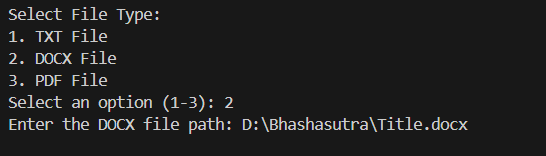 Select File Type:
1. TXT File
2. DOCX File
3. PDF File
Select an option (1-3): 2
Enter the DOCX file path: D:\Bhashasutra\Title.docx